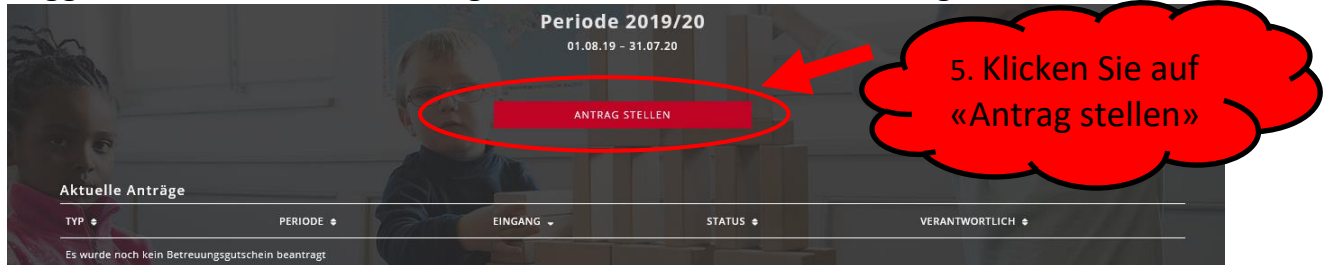 Periode 2019/20
01.08.19 – 31.07.20
5. Klicken Sie auf
«Antrag stellen»
ANTRAG STELLEN
Aktuelle Anträge
TYP PERIODE EINGANG STATUS VERANTWORTLICH
Es wurde noch kein Betreuungsgutschein beantragt